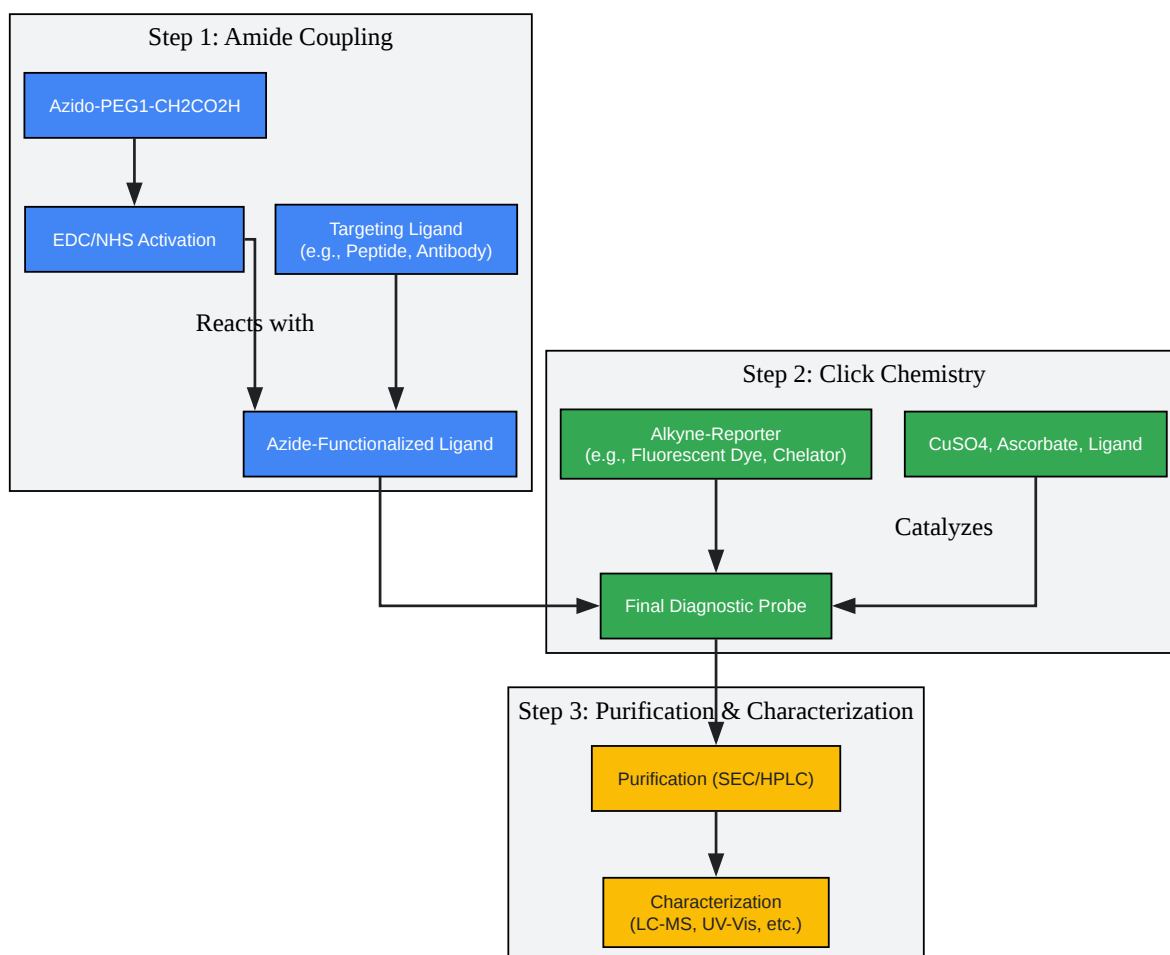 Step 1: Amide Coupling
Azido-PEG1-CH2CO2H
EDC/NHS Activation
Targeting Ligand
(e.g., Peptide, Antibody)
Reacts with
Azide-Functionalized Ligand
Step 2: Click Chemistry
Alkyne-Reporter
(e.g., Fluorescent Dye, Chelator)
CuSO4, Ascorbate, Ligand
Catalyzes
Final Diagnostic Probe
Step 3: Purification & Characterization
Purification (SEC/HPLC)
Characterization
(LC-MS, UV-Vis, etc.)